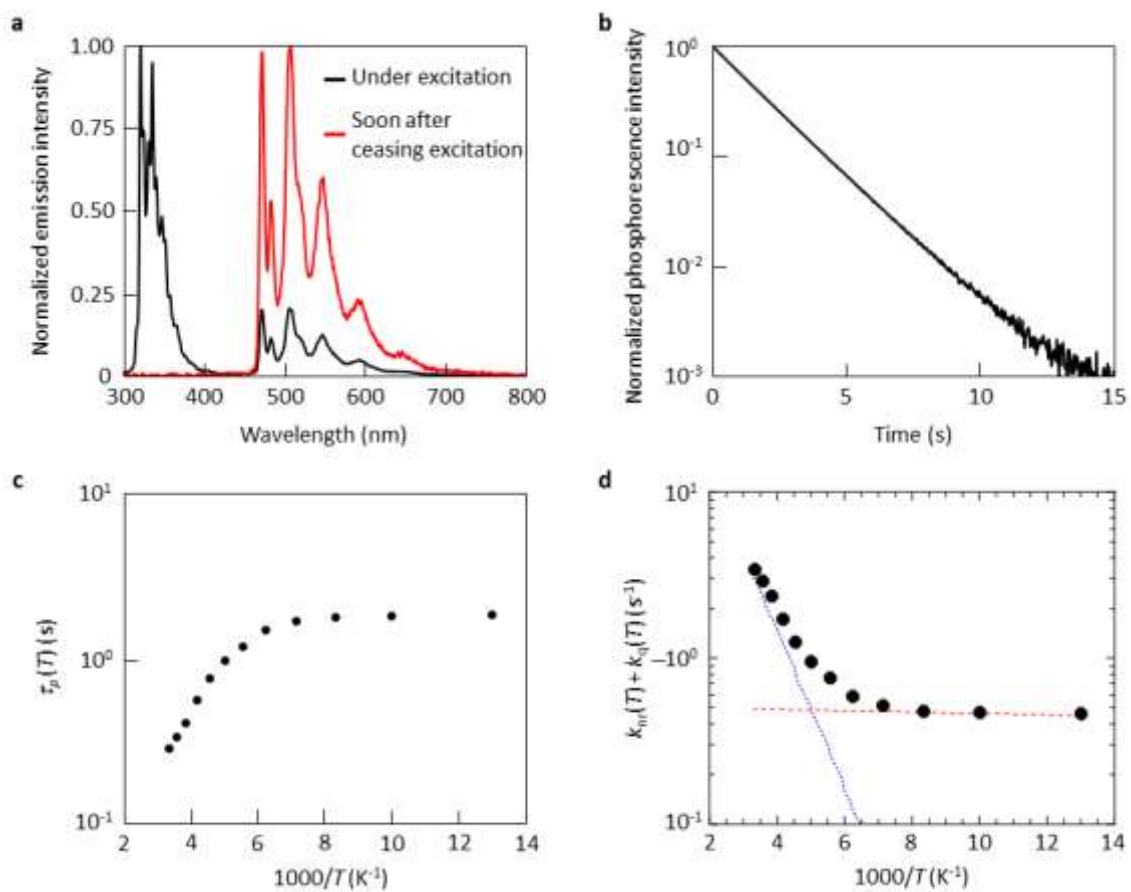 a
Normalized emission intensity
1.00
0.75
0.50
0.25
0
300
400
500
600
700
800
Wavelength (nm)
Under excitation
Soon after
ceasing excitation
b
Normalized phosphorescence intensity
10⁰
10⁻¹
10⁻²
10⁻³
0
5
10
15
Time (s)
c
τp(T) (s)
10¹
10⁰
10⁻¹
2
4
6
8
10
12
14
1000/T (K⁻¹)
d
knr(T) + kq(T) (s⁻¹)
10¹
10⁰
10⁻¹
2
4
6
8
10
12
14
1000/T (K⁻¹)